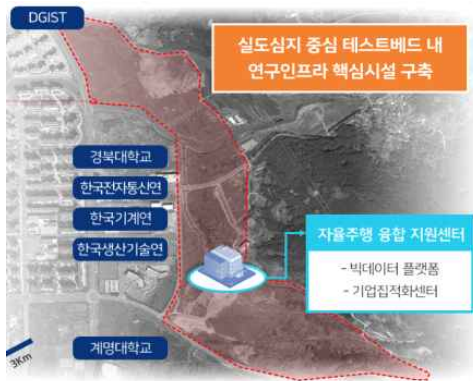 DGIST
실도심지 중심 테스트베드 내
연구인프라 핵심시설 구축
경북대학교
한국전자통신연
한국기계연
한국생산기술연
자율주행 융합 지원센터
- 빅데이터 플랫폼
- 기업집적화센터
3Km
계명대학교